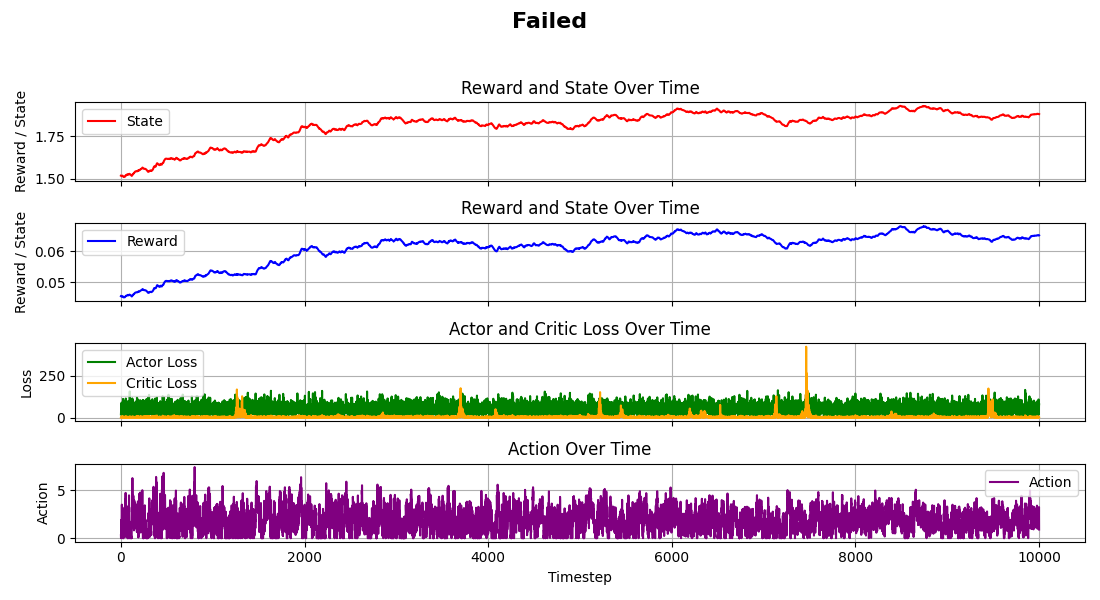 Failed
Reward and State Over Time
Reward / State
1.75
1.50
State
Reward and State Over Time
Reward / State
0.06
0.05
Reward
Actor and Critic Loss Over Time
Loss
250
0
Actor Loss
Critic Loss
Action Over Time
Action
5
0
Action
0 2000 4000 6000 8000 10000
Timestep